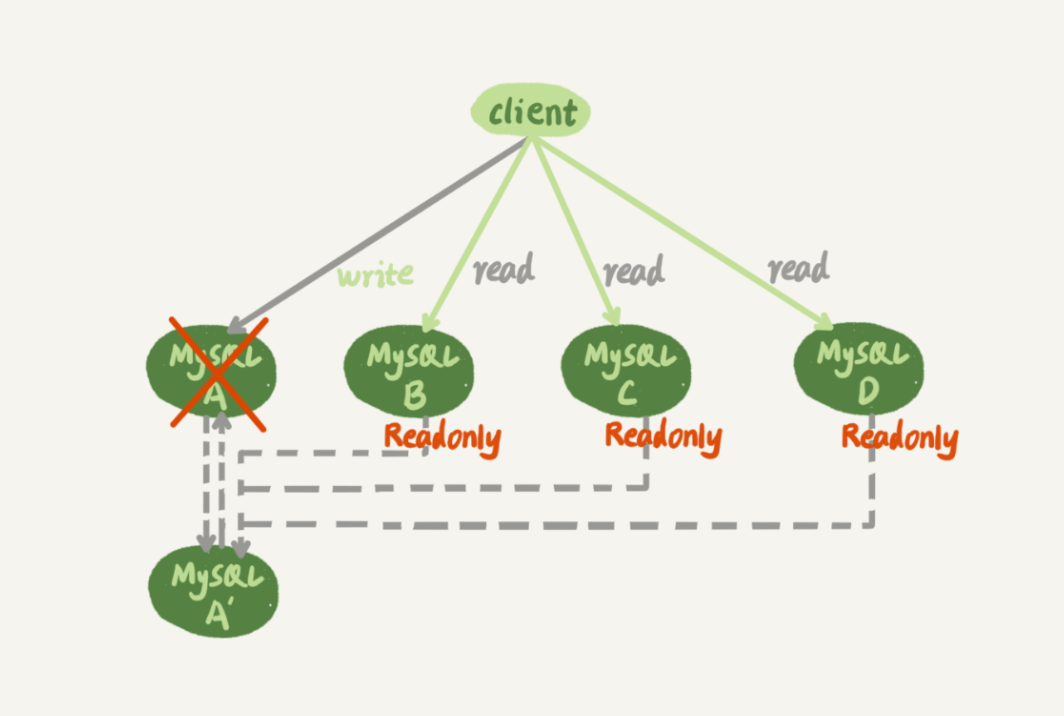 client
write
read
read
read
MySQL
A
MySQL
B
MySQL
C
MySQL
D
Readonly
Readonly
Readonly
MySQL
A'